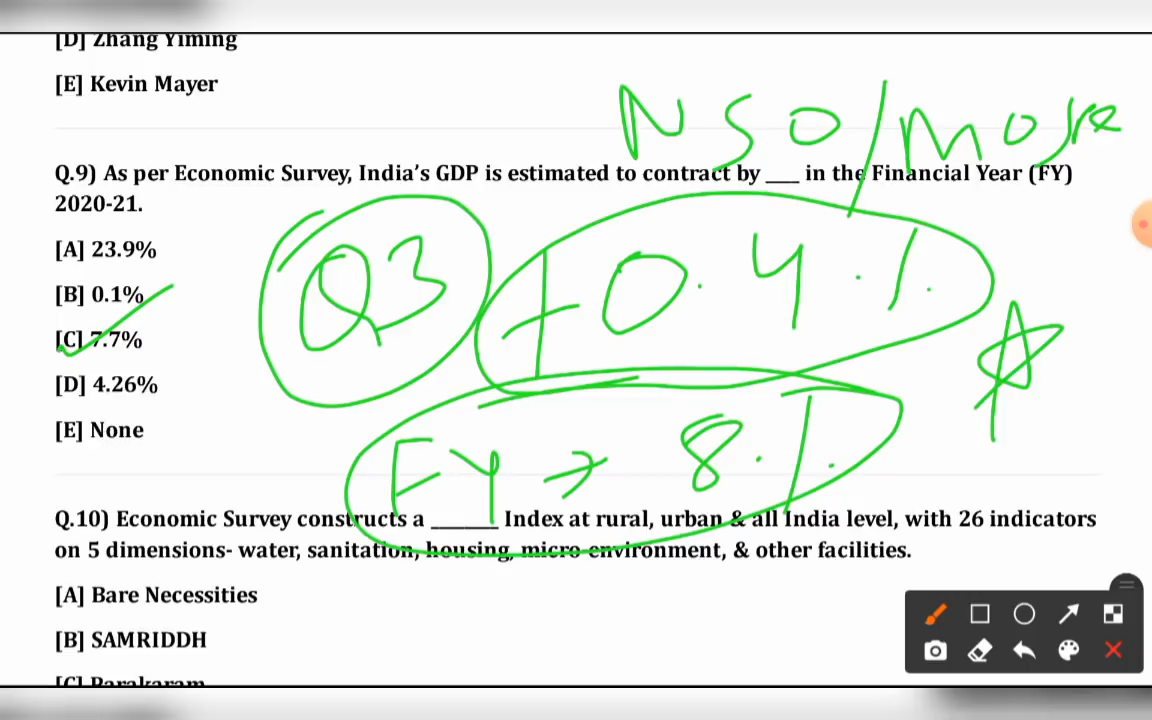 [D] Zhang Yiming
[E] Kevin Mayer
NSO/MOSPE
Q.9) As per Economic Survey, India's GDP is estimated to contract by ___ in the Financial Year (FY)
2020-21.
[A] 23.9%
[B] 0.1%
[C] 7.7%
[D] 4.26%
[E] None
Q3 +0.4%
FY → 8%
Q.10) Economic Survey constructs a ______ Index at rural, urban & all India level, with 26 indicators
on 5 dimensions- water, sanitation, housing, micro-environment, & other facilities.
[A] Bare Necessities
[B] SAMRIDDH
[C] Parakaram